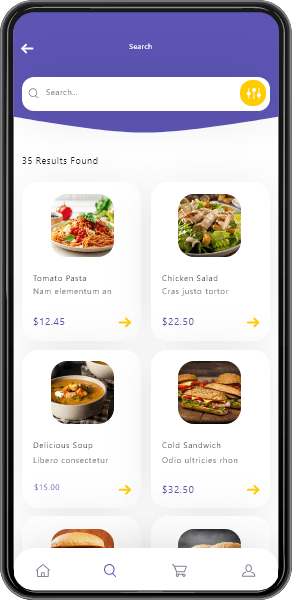 Search
Search...
35 Results Found
Tomato Pasta
Nam elementum an
$12.45
Chicken Salad
Cras justo tortor
$22.50
Delicious Soup
Libero consectetur
$15.00
Cold Sandwich
Odio ultricies rhon
$32.50